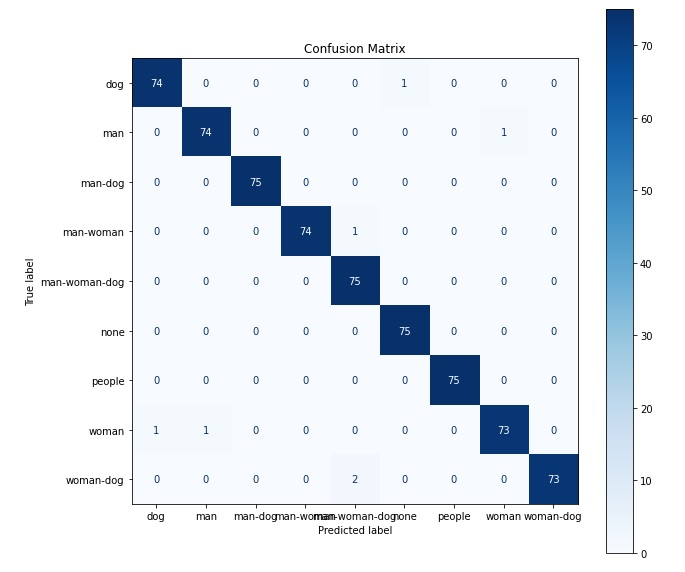 Confusion Matrix
True label
dog 74 0 0 0 0 1 0 0 0
man 0 74 0 0 0 0 0 1 0
man-dog 0 0 75 0 0 0 0 0 0
man-woman 0 0 0 74 1 0 0 0 0
man-woman-dog 0 0 0 0 75 0 0 0 0
none 0 0 0 0 0 75 0 0 0
people 0 0 0 0 0 0 75 0 0
woman 1 1 0 0 0 0 0 73 0
woman-dog 0 0 0 0 2 0 0 0 73
dog man man-dog man-woman man-woman-dog none people woman woman-dog
Predicted label
70
60
50
40
30
20
10
0